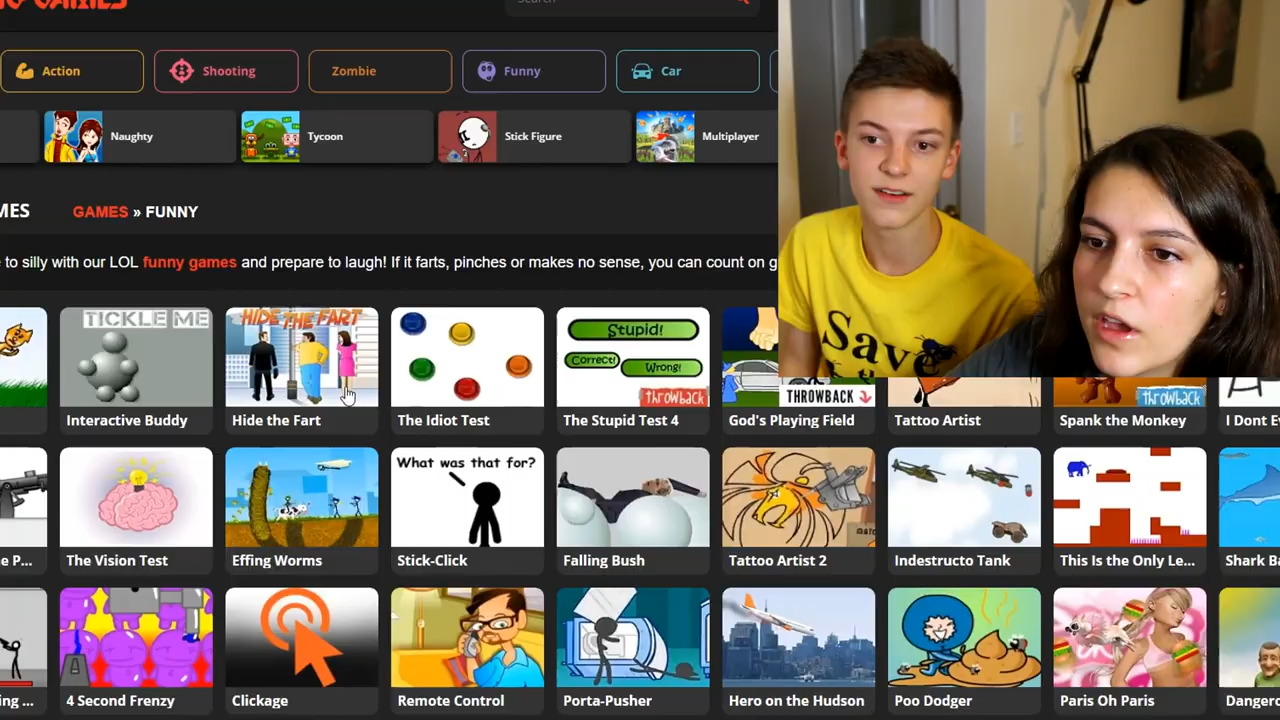 Search
Action
Shooting
Zombie
Funny
Car
Naughty
Tycoon
Stick Figure
Multiplayer
GAMES » FUNNY
to silly with our LOL funny games and prepare to laugh! If it farts, pinches or makes no sense, you can count on
Save
TICKLE ME
HIDE THE FART
Stupid!
Correct!
Wrong!
throwback
THROWBACK
throwback
Interactive Buddy
Hide the Fart
The Idiot Test
The Stupid Test 4
God's Playing Field
Tattoo Artist
Spank the Monkey
I Dont
What was that for?
The Vision Test
Effing Worms
Stick-Click
Falling Bush
Tattoo Artist 2
Indestructo Tank
This Is the Only Le...
Shark
4 Second Frenzy
Clickage
Remote Control
Porta-Pusher
Hero on the Hudson
Poo Dodger
Paris Oh Paris